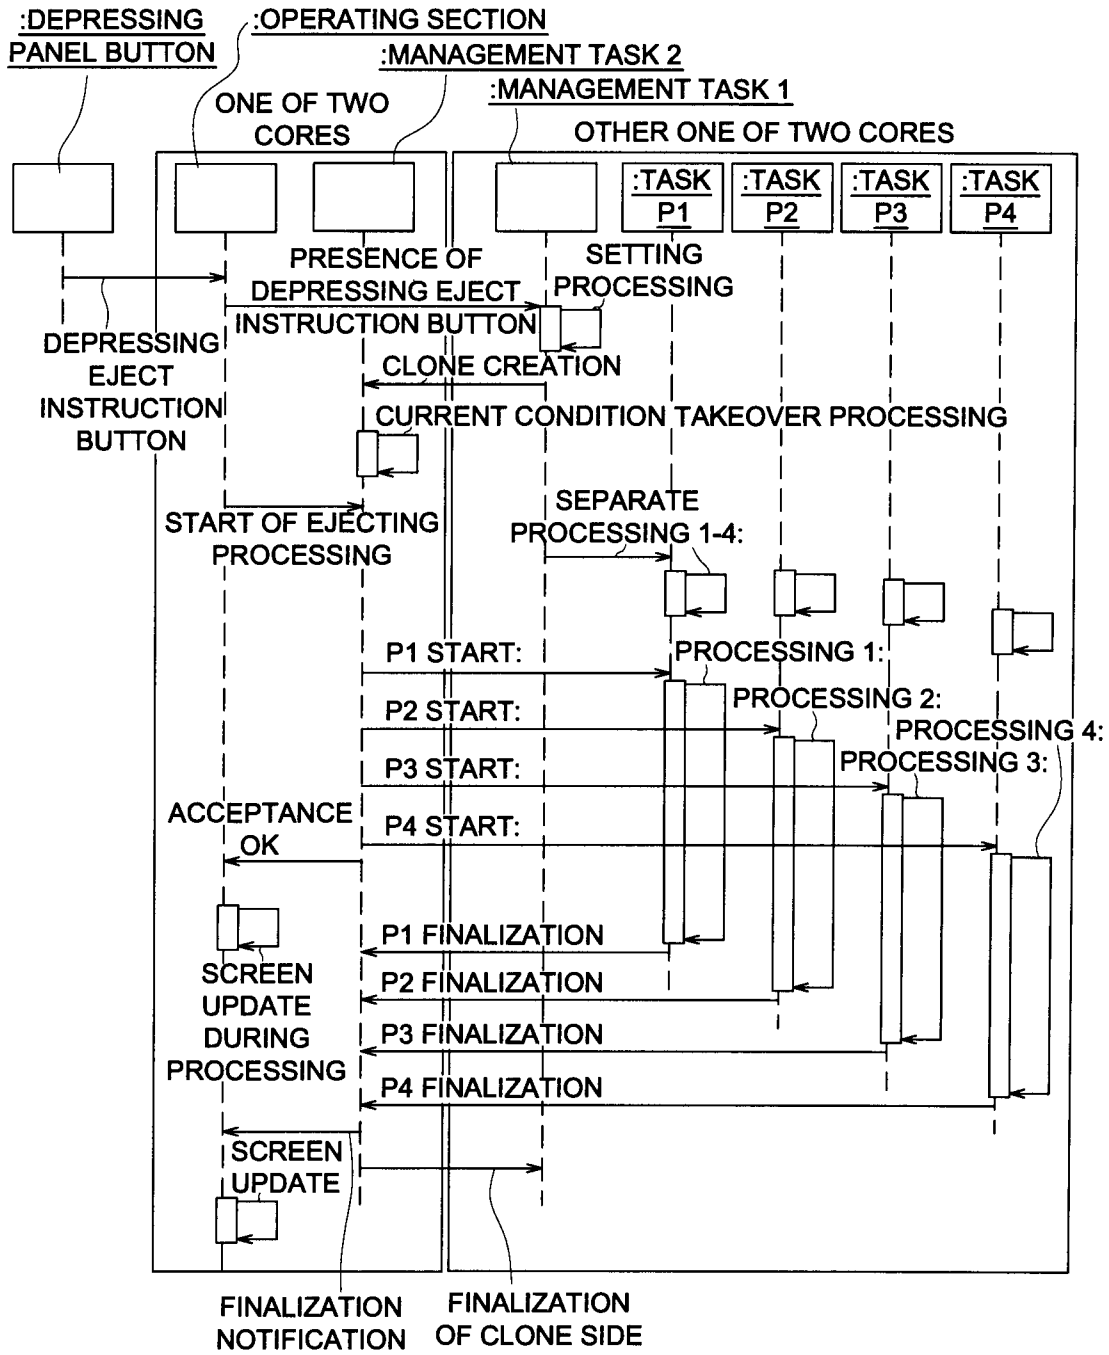 :DEPRESSING
PANEL BUTTON
:OPERATING SECTION
:MANAGEMENT TASK 2
:MANAGEMENT TASK 1
ONE OF TWO
CORES
OTHER ONE OF TWO CORES
:TASK
P1
:TASK
P2
:TASK
P3
:TASK
P4
PRESENCE OF
DEPRESSING EJECT
INSTRUCTION BUTTON
SETTING
PROCESSING
DEPRESSING
EJECT
INSTRUCTION
BUTTON
CLONE CREATION
CURRENT CONDITION TAKEOVER PROCESSING
START OF EJECTING
PROCESSING
SEPARATE
PROCESSING 1-4:
P1 START:
PROCESSING 1:
P2 START:
PROCESSING 2:
PROCESSING 4:
P3 START:
PROCESSING 3:
ACCEPTANCE
OK
P4 START:
P1 FINALIZATION
SCREEN
UPDATE
DURING
PROCESSING
P2 FINALIZATION
P3 FINALIZATION
P4 FINALIZATION
SCREEN
UPDATE
FINALIZATION
NOTIFICATION
FINALIZATION
OF CLONE SIDE